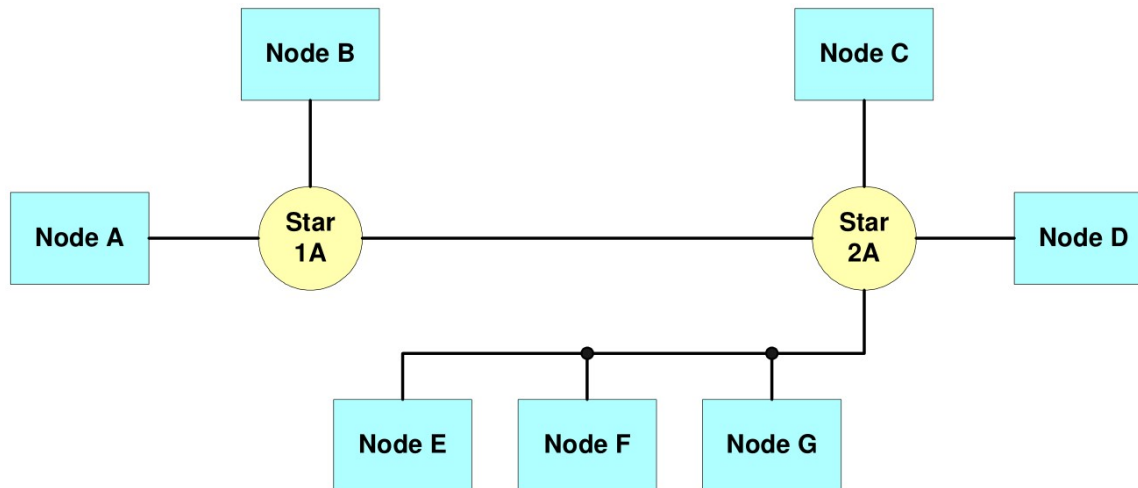 Node B
Node C
Node A
Star
1A
Star
2A
Node D
Node E
Node F
Node G